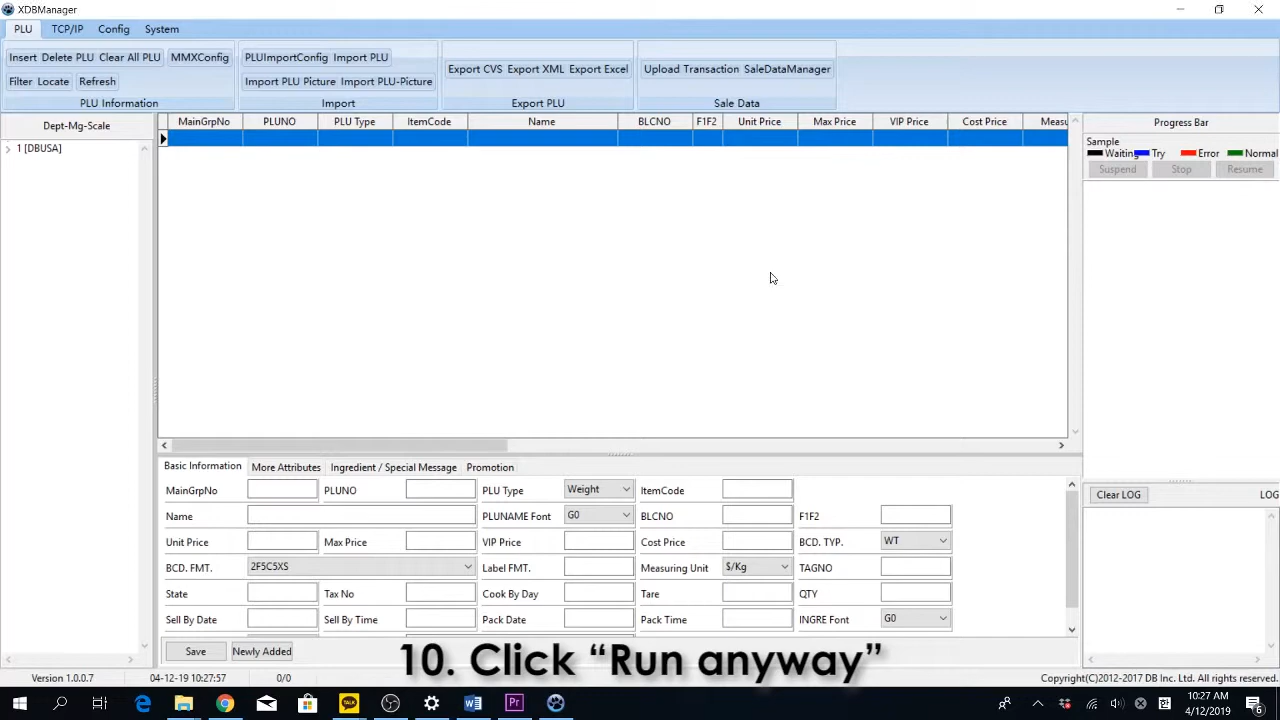 XDBManager
PLU TCP/IP Config System
Insert Delete PLU Clear All PLU MMXConfig
Filter Locate Refresh
PLU Information
PLUImportConfig Import PLU
Import PLU Picture Import PLU-Picture
Import
Export CVS Export XML Export Excel
Export PLU
Upload Transaction SaleDataManager
Sale Data
Dept-Mg-Scale
1 [DBUSA]
MainGrpNo PLUNO PLU Type ItemCode Name BLCNO F1F2 Unit Price Max Price VIP Price Cost Price Measu
Progress Bar
Sample
Waiting Try Error Normal
Suspend Stop Resume
Basic Information More Attributes Ingredient / Special Message Promotion
MainGrpNo PLUNO PLU Type Weight ItemCode
Name PLUNAME Font G0 BLCNO F1F2
Unit Price Max Price VIP Price Cost Price BCD. TYP. WT
BCD. FMT. 2F5C5XS Label FMT. Measuring Unit $/Kg TAGNO
State Tax No Cook By Day Tare QTY
Sell By Date Sell By Time Pack Date Pack Time INGRE Font G0
Save Newly Added
Clear LOG LOG
10. Click “Run anyway”
Version 1.0.0.7 04-12-19 10:27:57 0/0 Copyright(C)2012-2017 DB Inc. Ltd. All rights reserved.
TALK
W
Pr
10:27 AM
4/12/2019
6